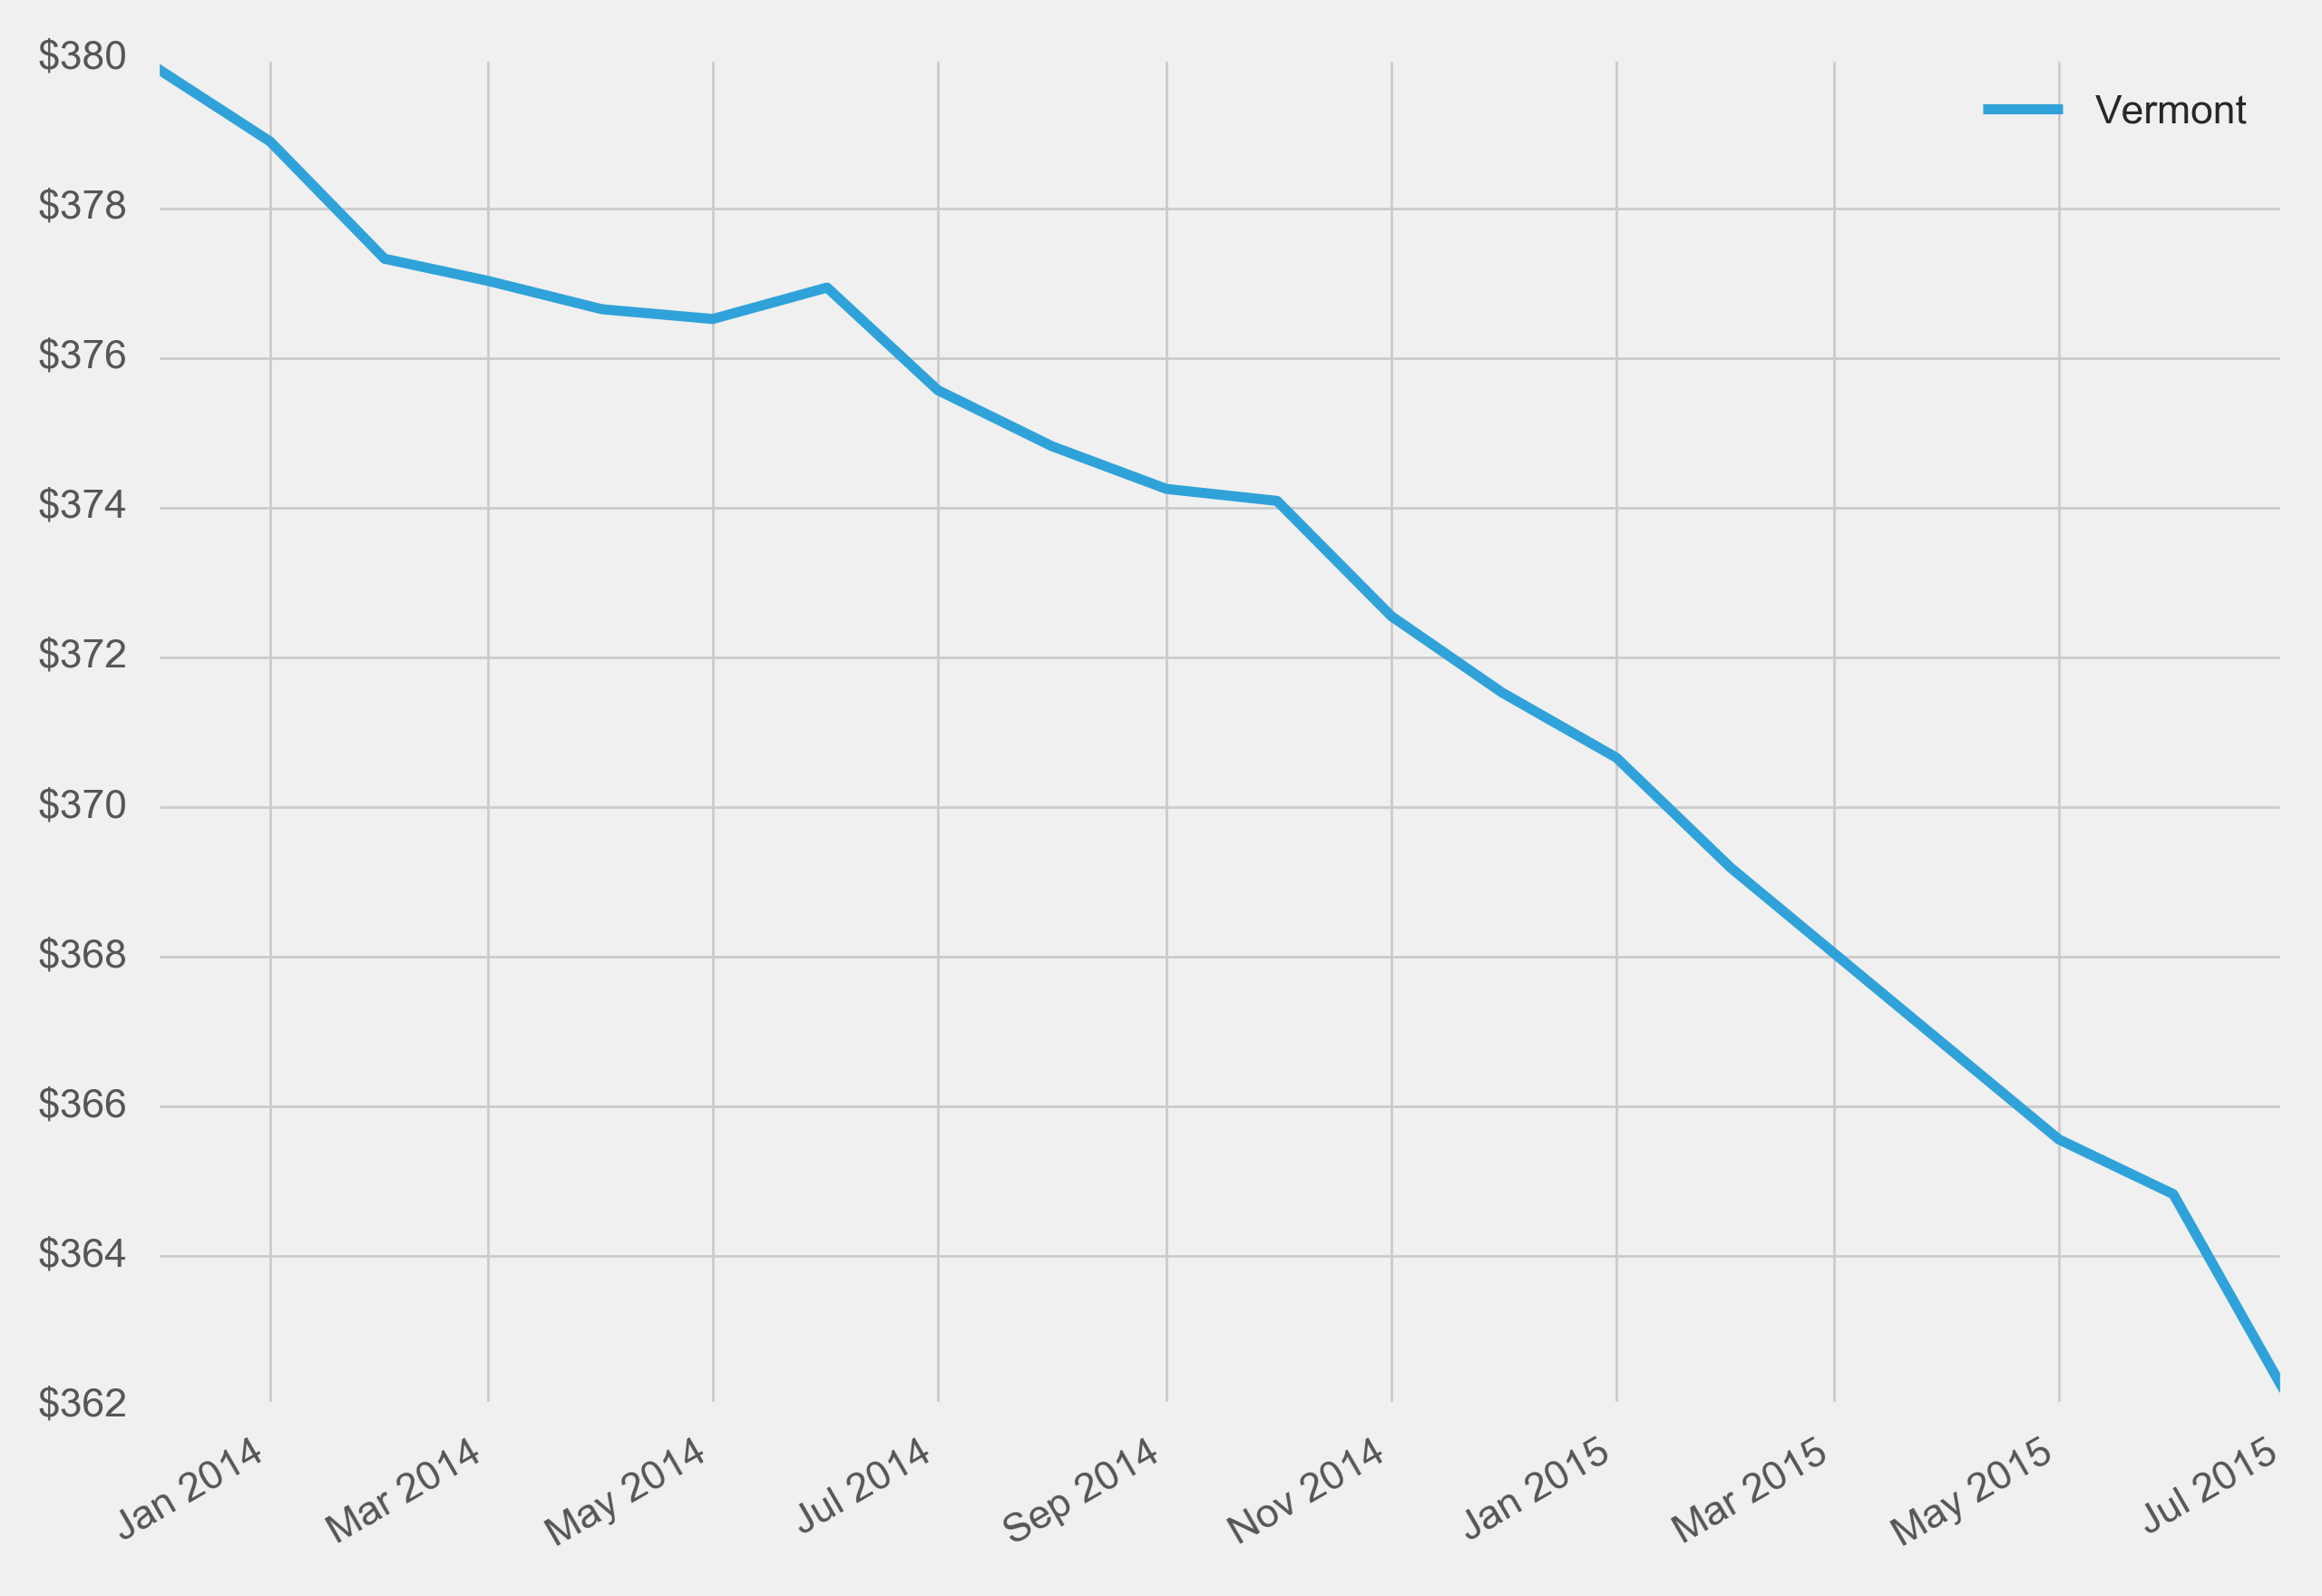 $380
Vermont
$378
$376
$374
$372
$370
$368
$366
$364
$362
Jan 2014
Mar 2014
May 2014
Jul 2014
Sep 2014
Nov 2014
Jan 2015
Mar 2015
May 2015
Jul 2015